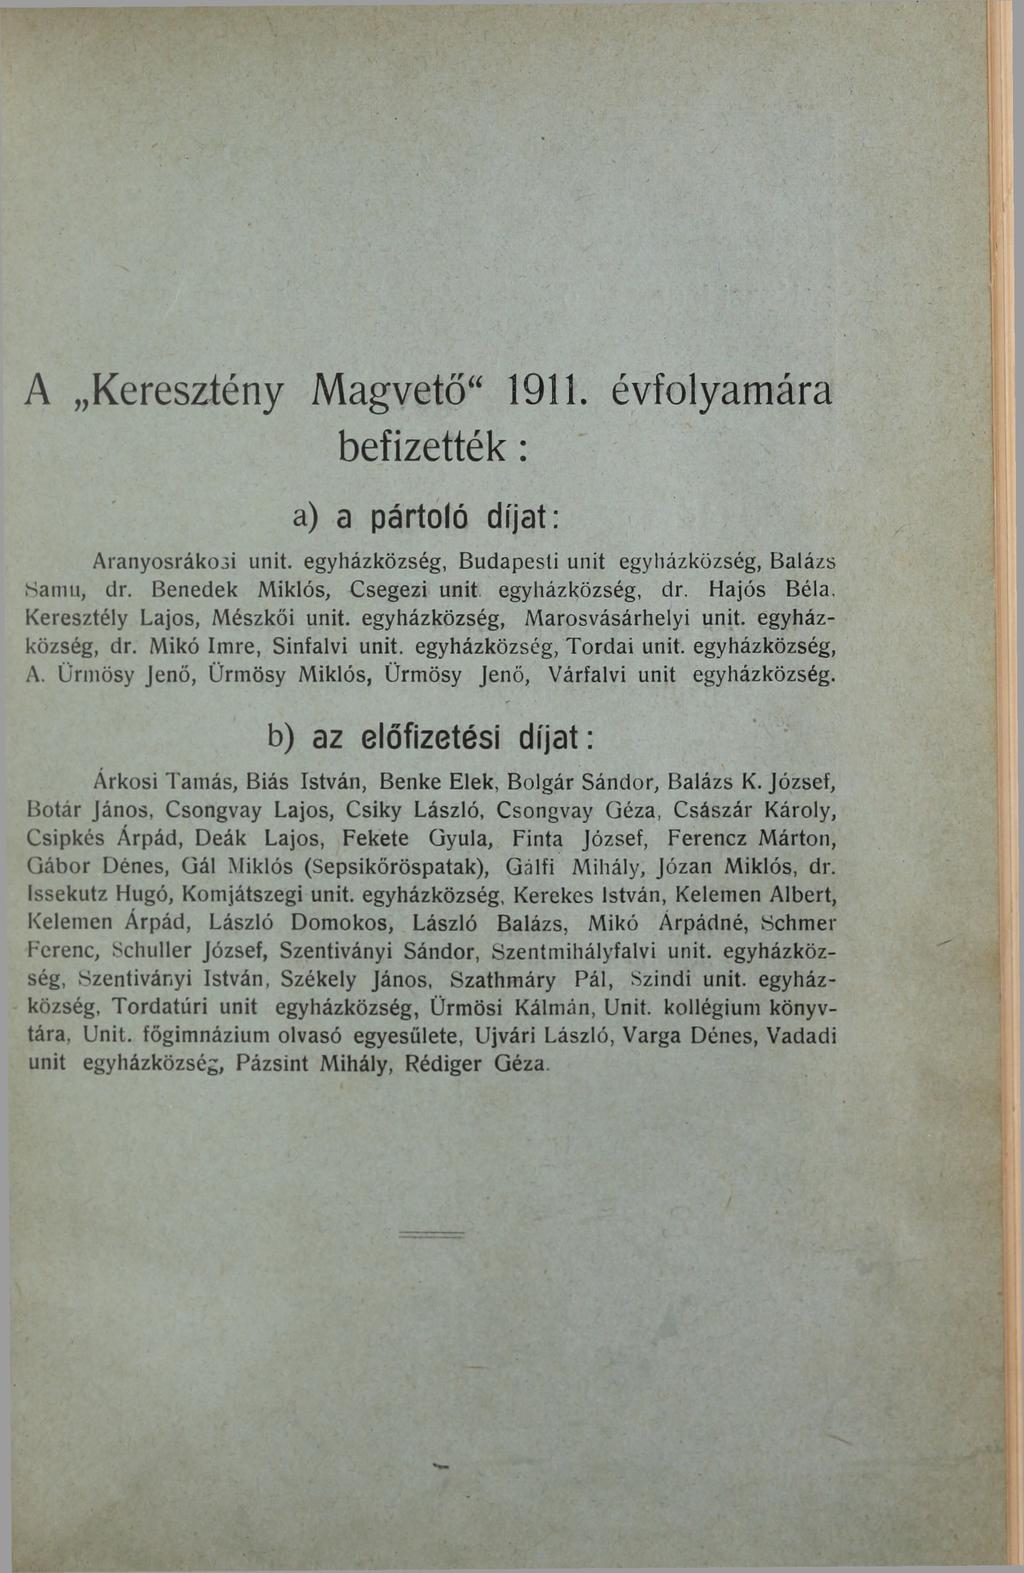 A „Keresztény Magvető“ 1911. évfolyamára
befizették :
a) a pártoló díjat:
Aranyosrákosi unit. egyházközség, Budapesti unit egyházközség, Balázs
Samu, dr. Benedek Miklós, Csegezi unit. egyházközség, dr. Hajós Béla.
Keresztély Lajos, Mészkői unit. egyházközség, Marosvásárhelyi unit. egyház-
község, dr. Mikó Imre, Sinfalvi unit. egyházközség, Tordai unit. egyházközség,
A. Ürmösy Jenő, Ürmösy Miklós, Ürmösy Jenő, Várfalvi unit egyházközség.
b) az előfizetési díjat :
Árkosi Tamás, Biás István, Benke Elek, Bolgár Sándor, Balázs K. József,
Botár János, Csongvay Lajos, Csiky László, Csongvay Géza, Császár Károly,
Csipkés Árpád, Deák Lajos, Fekete Gyula, Finta József, Ferencz Márton,
Gábor Dénes, Gál Miklós (Sepsikőröspatak), Gálfi Mihály, Józan Miklós, dr.
Issekutz Hugó, Komjátszegi unit. egyházközség, Kerekes István, Kelemen Albert,
Kelemen Árpád, László Domokos, László Balázs, Mikó Árpádné, Schmer
Ferenc, Schuller József, Szentiványi Sándor, Szentmihályfalvi unit. egyházköz-
ség, Szentiványi István, Székely János, Szathmáry Pál, Szindi unit. egyház-
község, Tordatúri unit egyházközség, Ürmösi Kálmán, Unit. kollégium könyv-
tára, Unit. főgimnázium olvasó egyesűlete, Ujvári László, Varga Dénes, Vadadi
unit egyházközség, Pázsint Mihály, Rédiger Géza.